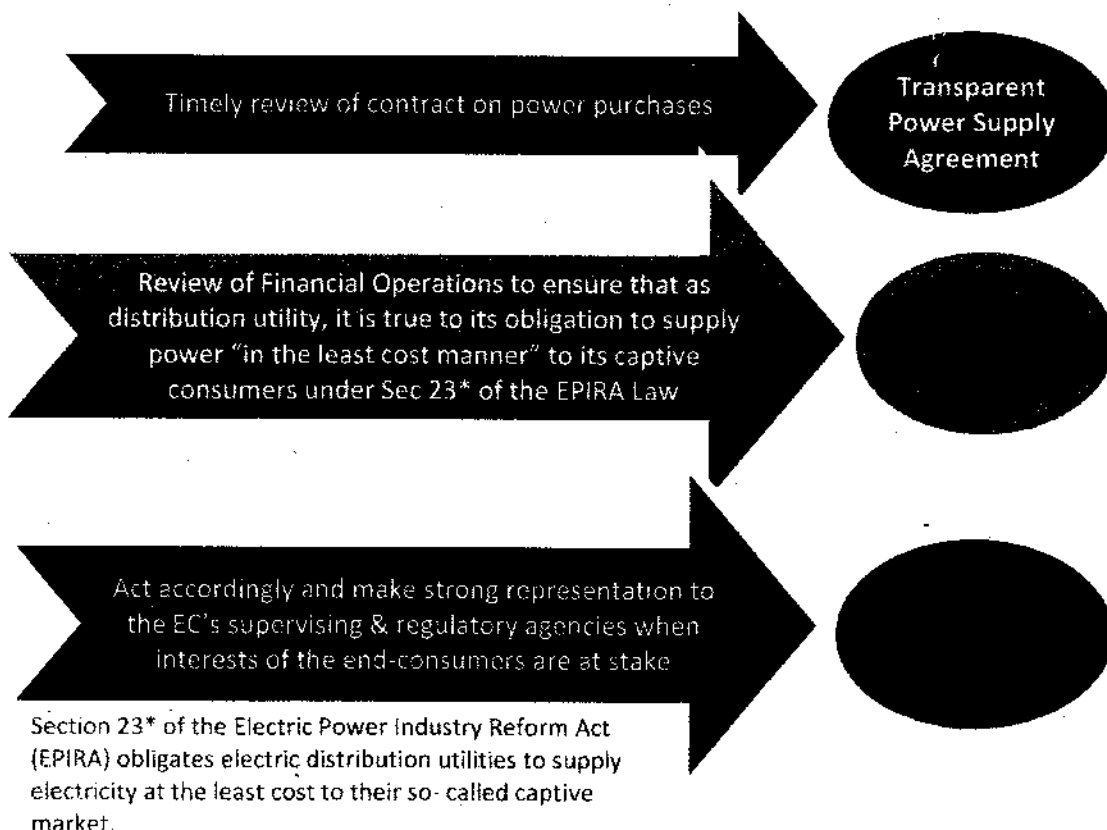 Timely review of contract on power purchases
Transparent
Power Supply
Agreement
Review of Financial Operations to ensure that as
distribution utility, it is true to its obligation to supply
power "in the least cost manner" to its captive
consumers under Sec 23* of the EPIRA Law
Act accordingly and make strong representation to
the EC's supervising & regulatory agencies when
interests of the end-consumers are at stake
Section 23* of the Electric Power Industry Reform Act
(EPIRA) obligates electric distribution utilities to supply
electricity at the least cost to their so- called captive
market.